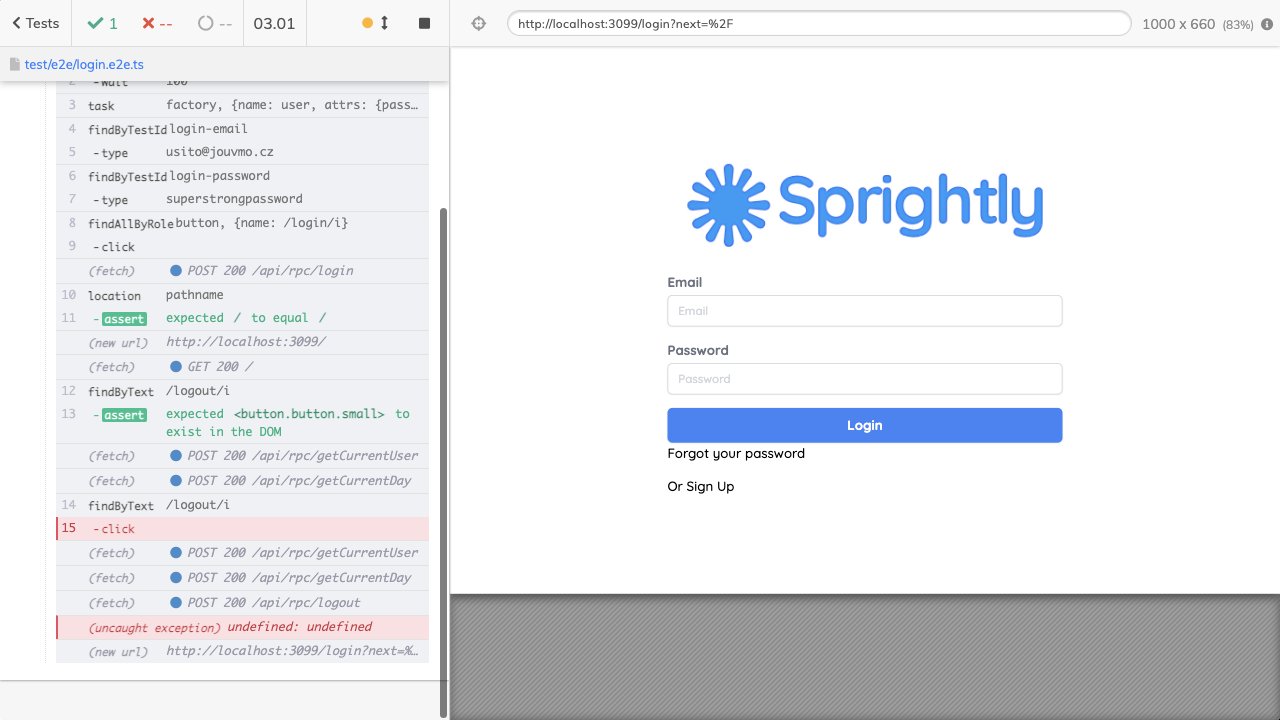 Tests
1
--
--
03.01
http://localhost:3099/login?next=%2F
1000 x 660 (83%)
test/e2e/login.e2e.ts
2 -wait 100
3 task factory, {name: user, attrs: {pass…
4 findByTestId login-email
5 -type usito@jouvmo.cz
6 findByTestId login-password
7 -type superstrongpassword
8 findAllByRole button, {name: /login/i}
9 -click
(fetch) POST 200 /api/rpc/login
10 location pathname
11 -assert expected / to equal /
(new url) http://localhost:3099/
(fetch) GET 200 /
12 findByText /logout/i
13 -assert expected <button.button.small> to
exist in the DOM
(fetch) POST 200 /api/rpc/getCurrentUser
(fetch) POST 200 /api/rpc/getCurrentDay
14 findByText /logout/i
15 -click
(fetch) POST 200 /api/rpc/getCurrentUser
(fetch) POST 200 /api/rpc/getCurrentDay
(fetch) POST 200 /api/rpc/logout
(uncaught exception) undefined: undefined
(new url) http://localhost:3099/login?next=%…
Sprightly
Email
Email
Password
Password
Login
Forgot your password
Or Sign Up